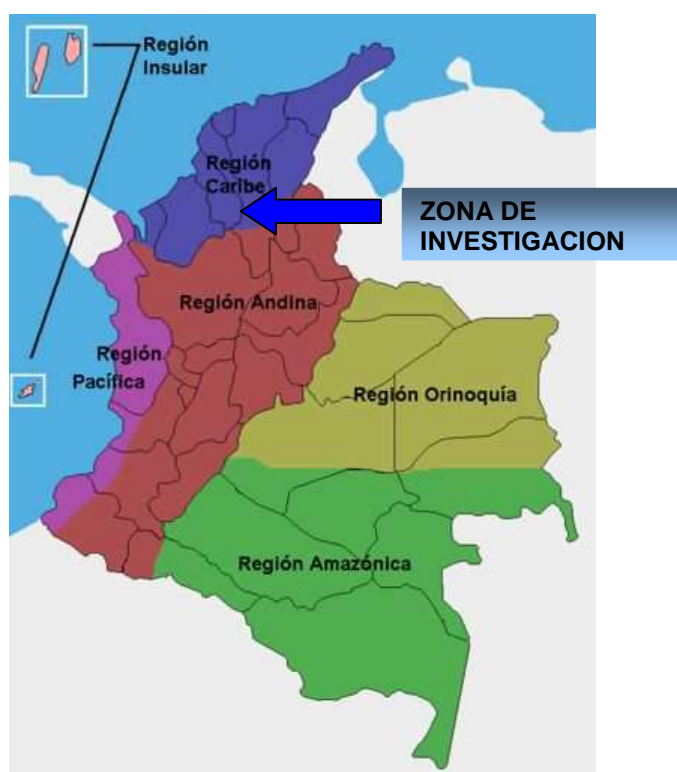 Región
Insular
Región
Caribe
ZONA DE
INVESTIGACION
Región Andina
Región
Pacífica
Región Orinoquía
Región Amazónica